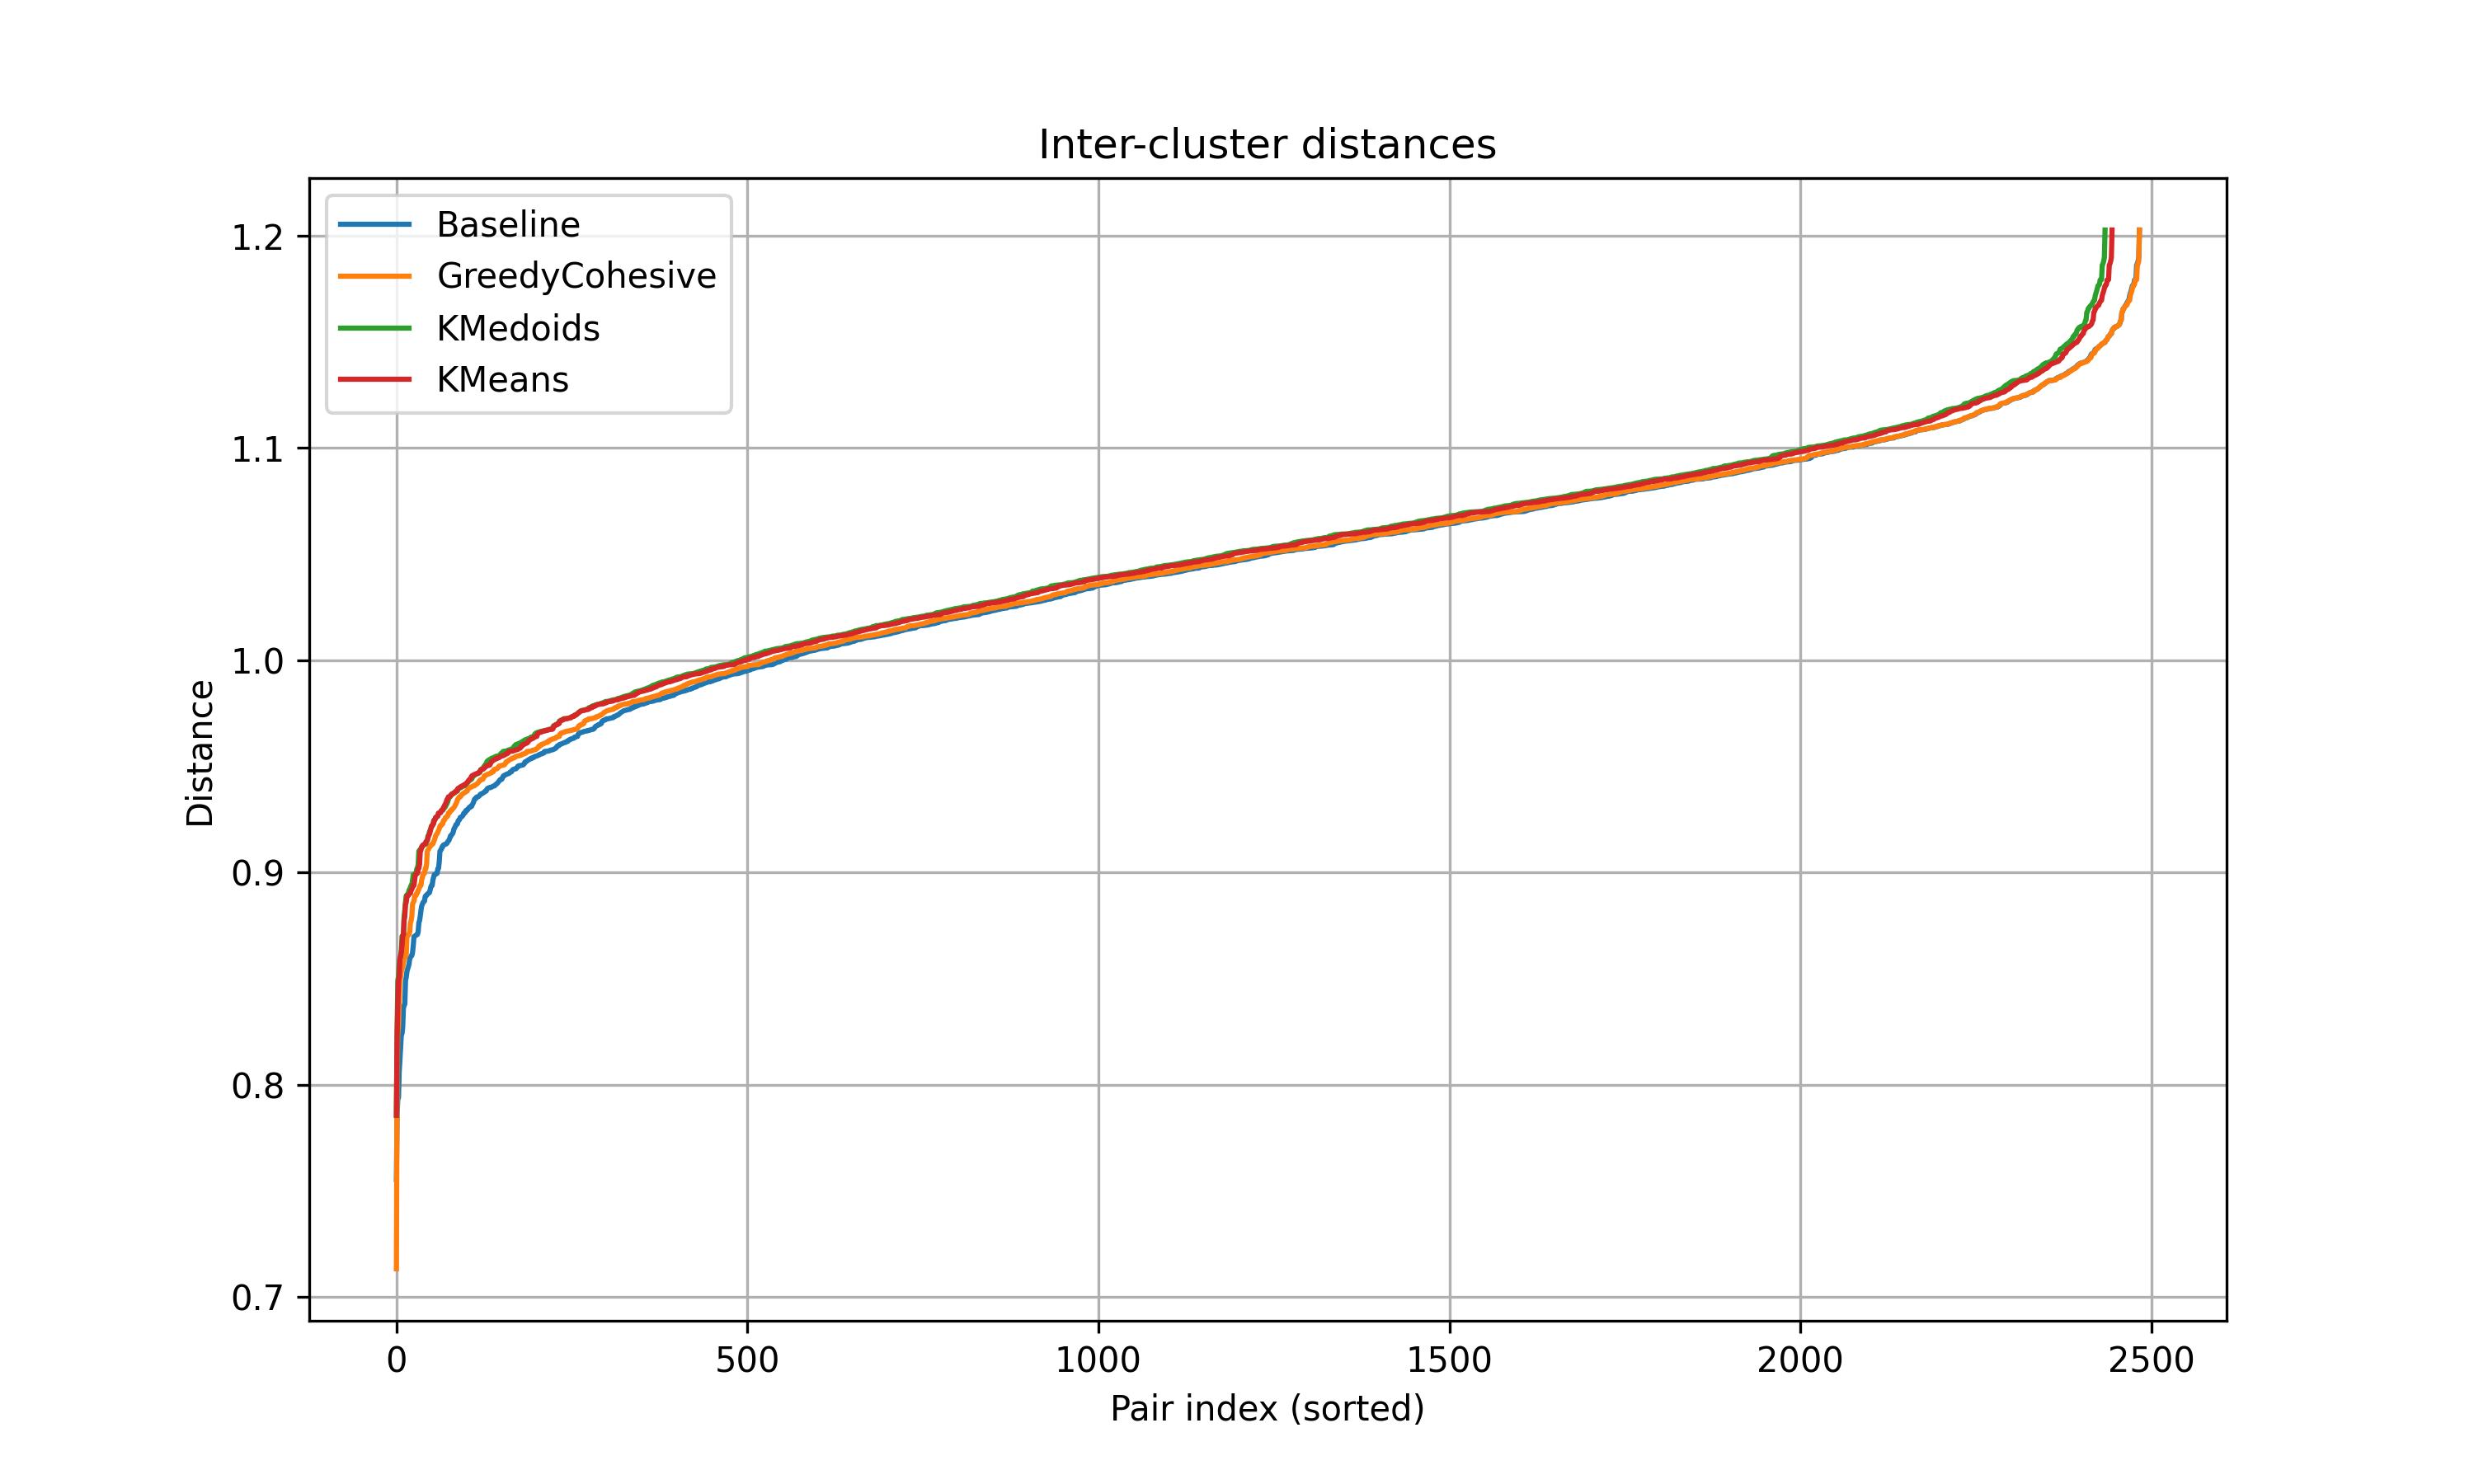 Inter-cluster distances
Baseline
GreedyCohesive
KMedoids
KMeans
1.2
1.1
1.0
0.9
0.8
0.7
Distance
0 500 1000 1500 2000 2500
Pair index (sorted)